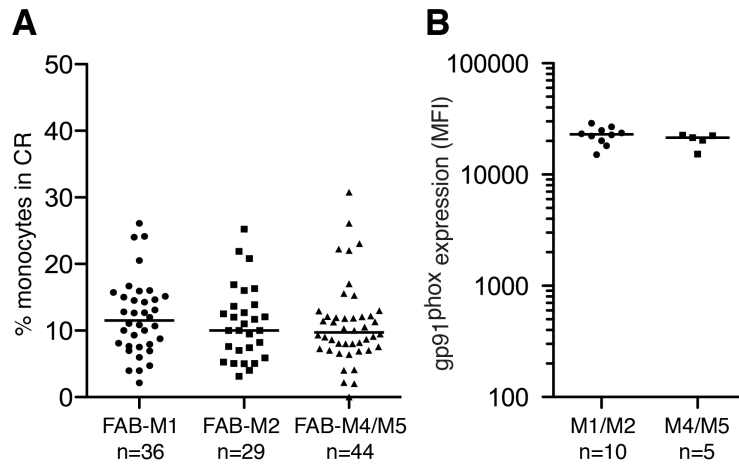 A
% monocytes in CR
50
40
30
20
10
0
FAB-M1 FAB-M2 FAB-M4/M5
n=36 n=29 n=44
B
gp91phox expression (MFI)
100000
10000
1000
100
M1/M2 M4/M5
n=10 n=5